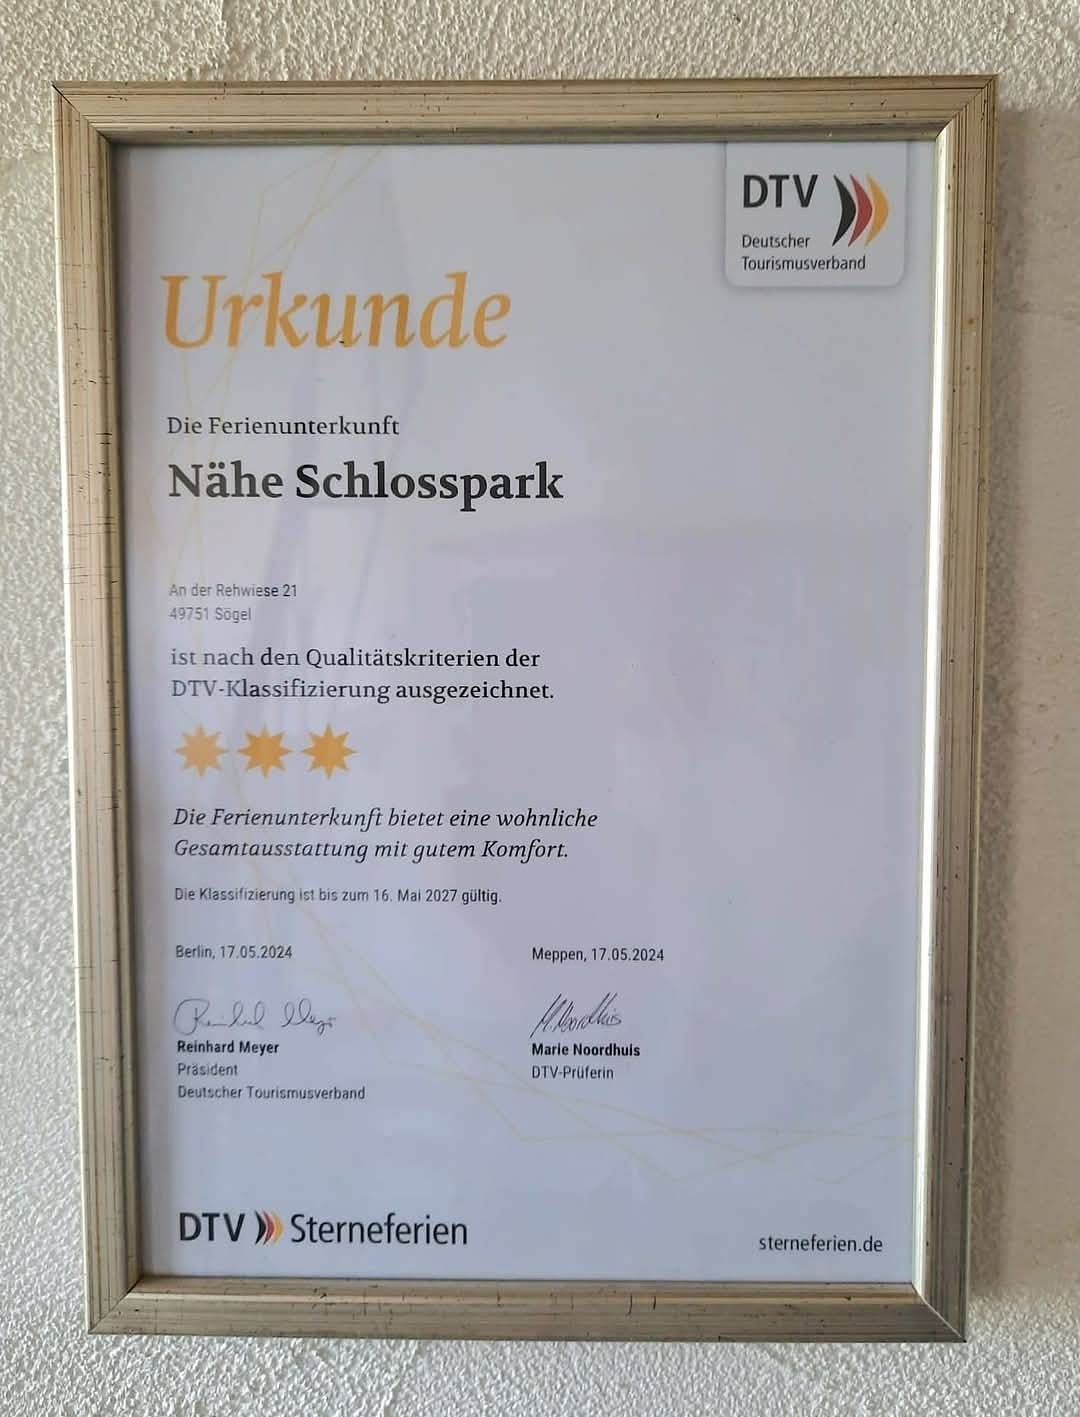 DTV
Deutscher
Tourismusverband
Urkunde
Die Ferienunterkunft
Nähe Schlosspark
An der Rehwiese 21
49751 Sögel
ist nach den Qualitätskriterien der
DTV-Klassifizierung ausgezeichnet.
Die Ferienunterkunft bietet eine wohnliche
Gesamtausstattung mit gutem Komfort.
Die Klassifizierung ist bis zum 16. Mai 2027 gültig.
Berlin, 17.05.2024
Reinhard Meyer
Reinhard Meyer
Präsident
Deutscher Tourismusverband
Meppen, 17.05.2024
M. Noordhuis
Marie Noordhuis
DTV-Prüferin
DTV Sterneferien
sterneferien.de